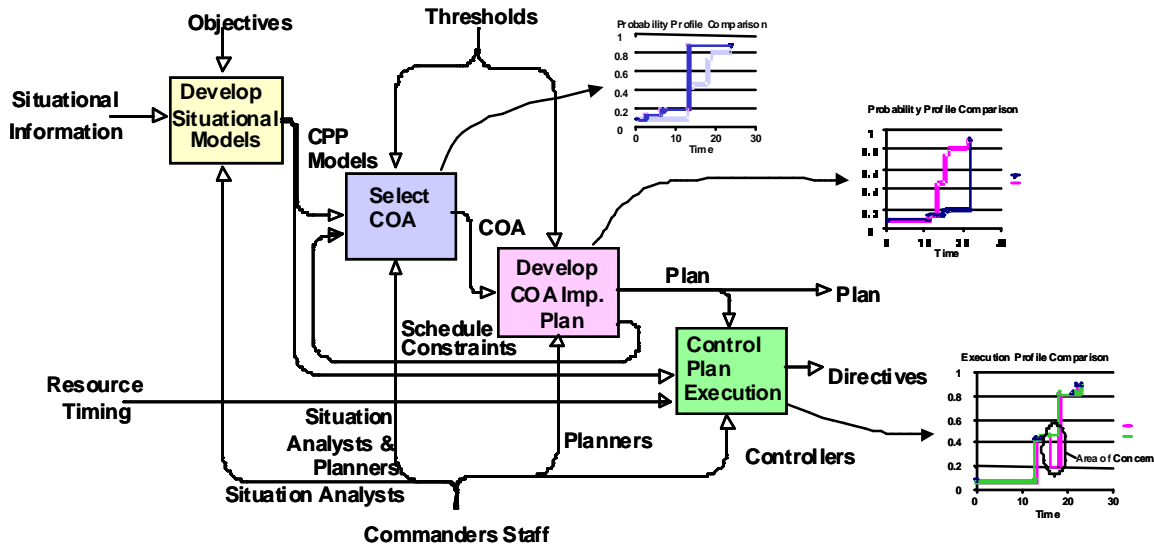 Objectives
Thresholds
Situational
Information
Develop
Situational
Models
CPP
Models
Select
COA
COA
Develop
COA Imp.
Plan
Plan
Plan
Schedule
Constraints
Control
Plan
Execution
Directives
Resource
Timing
Situation
Analysts &
Planners
Situation Analysts
Planners
Controllers
Commanders Staff
Probability Profile Comparison
1
0.8
0.6
0.4
0.2
0
0
10
20
30
Time
Probability Profile Comparison
Time
Execution Profile Comparison
1
0.8
0.6
0.4
0.2
0
0
10
20
30
Time
Area of Concern